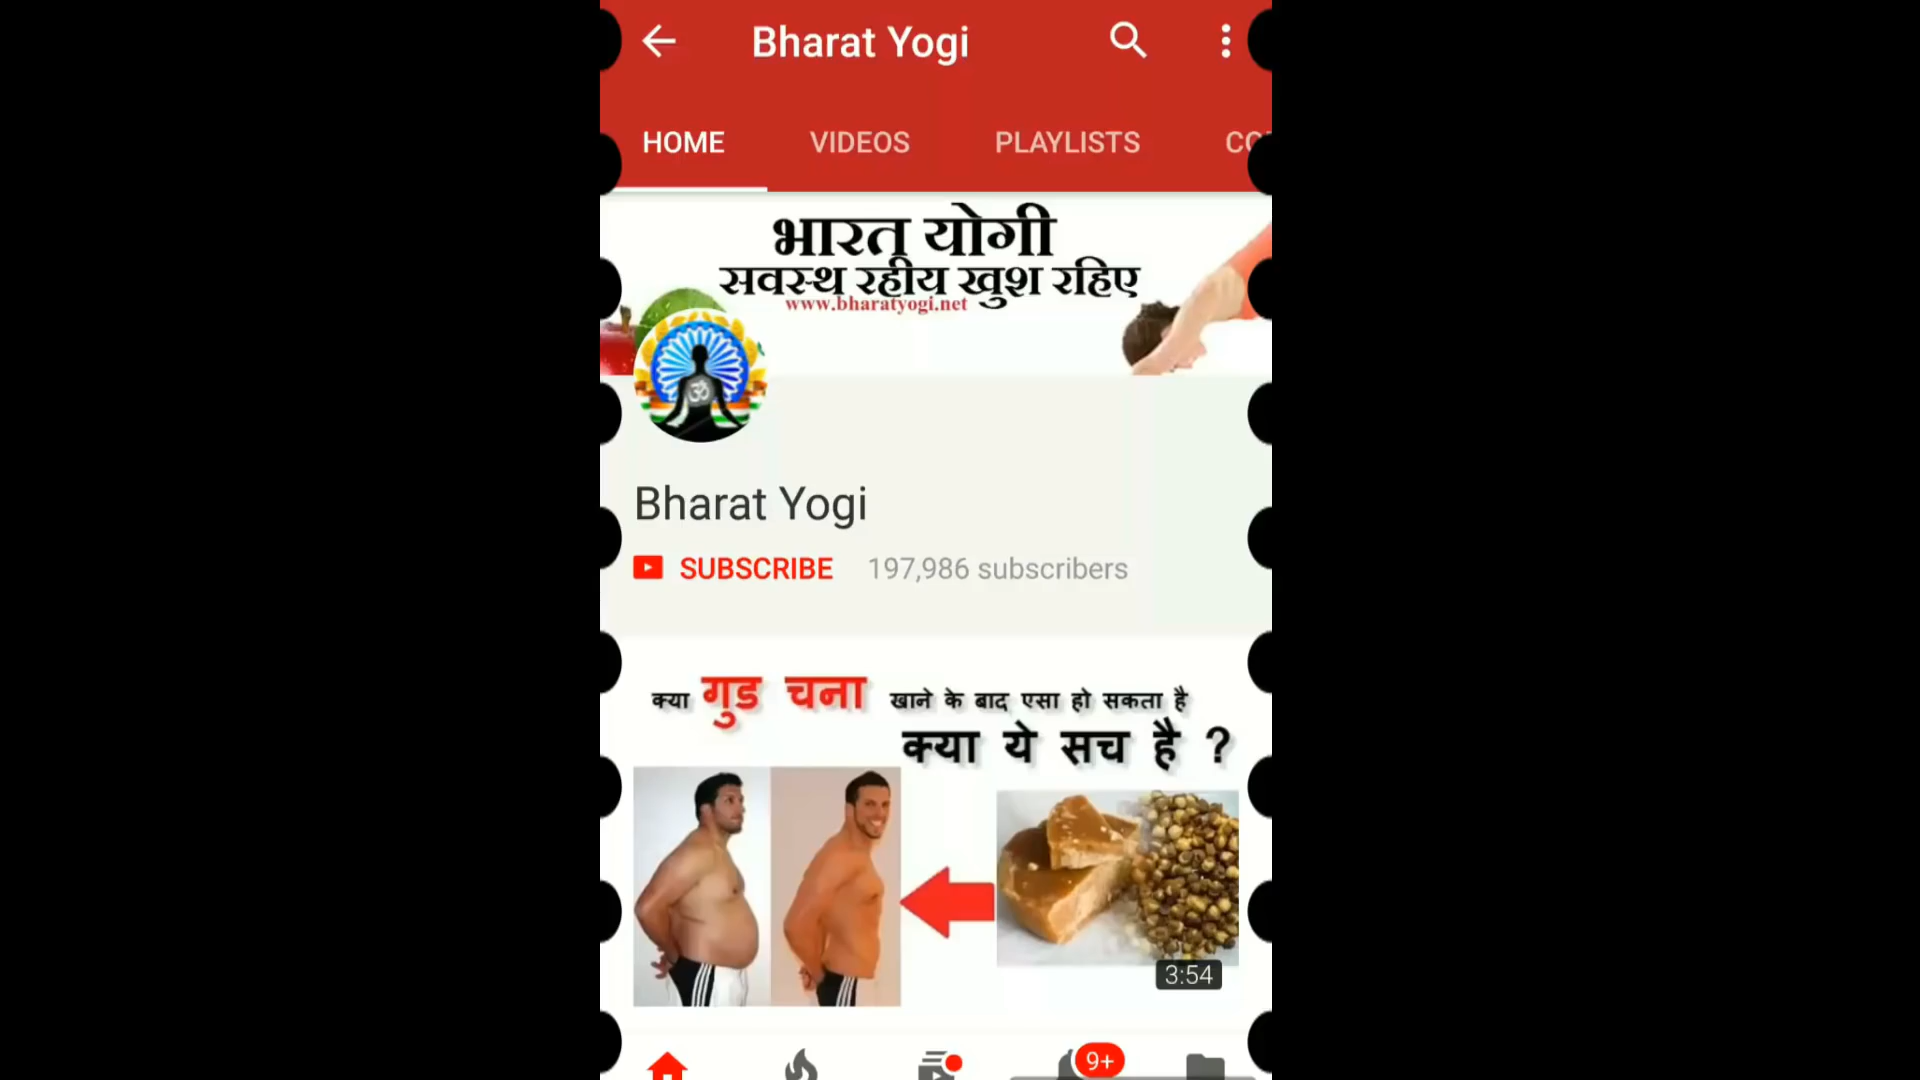 Bharat Yogi
HOME VIDEOS PLAYLISTS
भारत योगी
सवस्थ रहीय खुश रहिए
www.bharatyogi.net
ॐ
Bharat Yogi
SUBSCRIBE 197,986 subscribers
क्या गुड चना खाने के बाद एसा हो सकता है
क्या ये सच है ?
3:54
9+